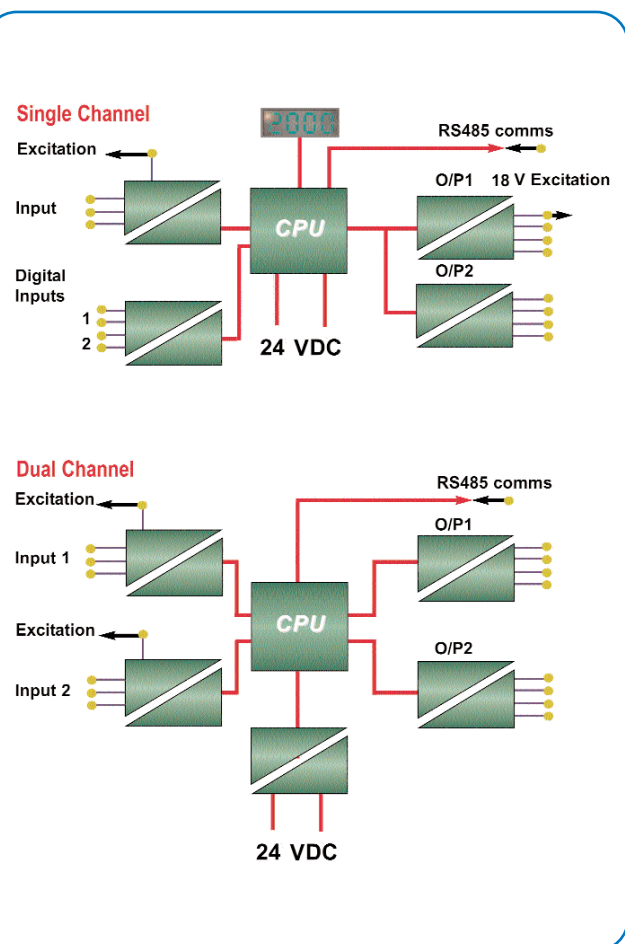 Single Channel
2000
RS485 comms
Excitation
O/P1 18 V Excitation
Input
CPU
O/P2
Digital
Inputs
1
2
24 VDC
Dual Channel
RS485 comms
Excitation
O/P1
Input 1
CPU
Excitation
O/P2
Input 2
24 VDC